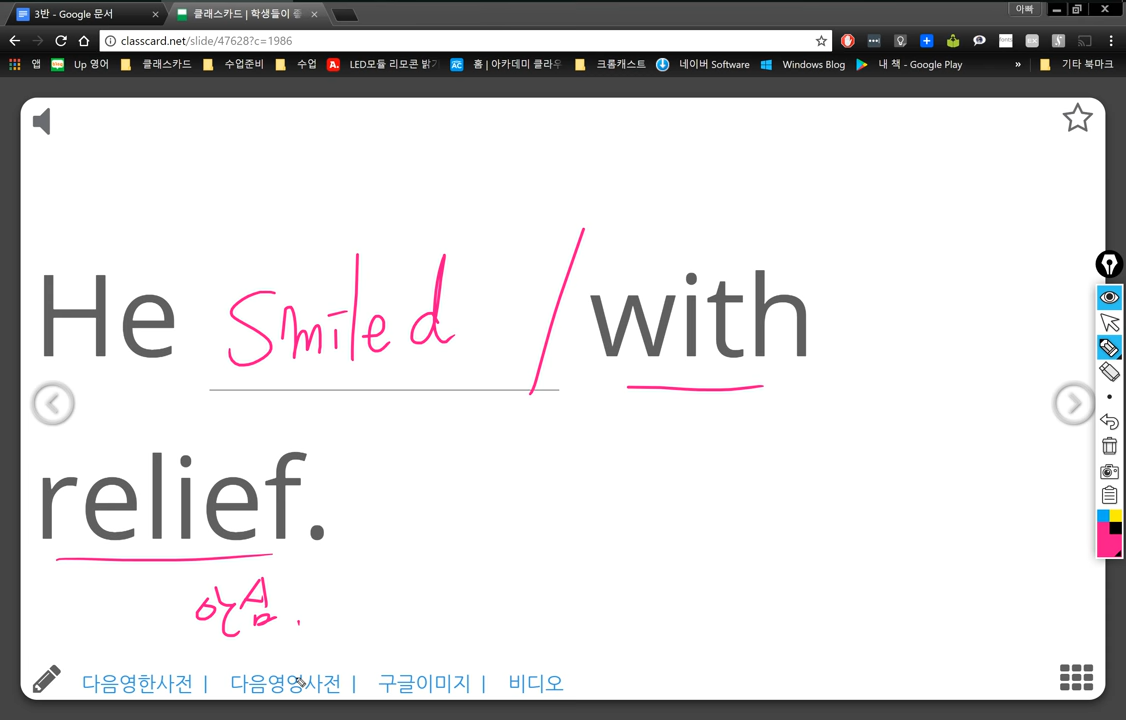 아빠
3반 - Google 문서
클래스카드 | 학생들이 즐
classcard.net/slide/47628?c=1986
앱 Up 영어 클래스카드 수업준비 수업 LED모듈 리모콘 밝기 홈 | 아카데미 클라우 크롬캐스트 네이버 Software Windows Blog 내 책 - Google Play » 기타 북마크
He smiled / with
relief.
안심.
다음영한사전 | 다음영영사전 | 구글이미지 | 비디오